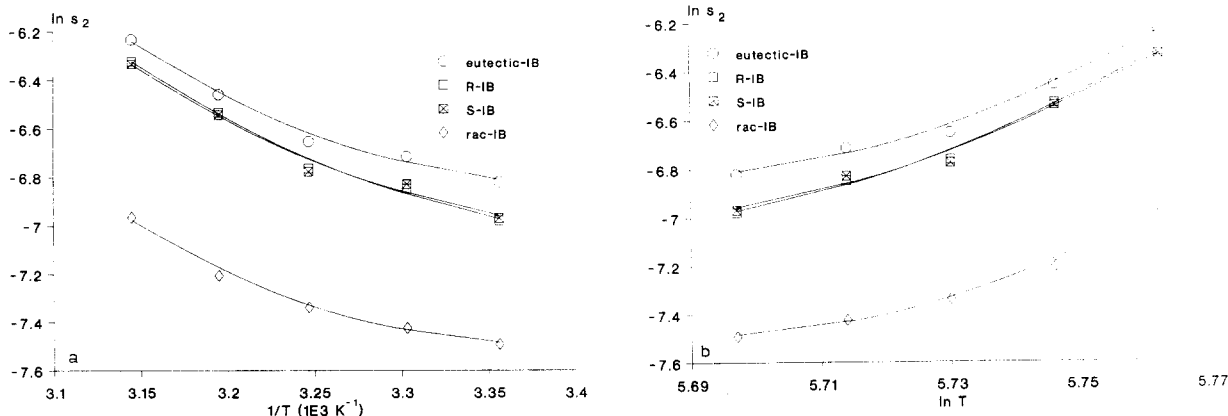 ln s2
-6.2
-6.4
-6.6
-6.8
-7
-7.2
-7.4
-7.6
eutectic-IB
R-IB
S-IB
rac-IB
a
3.1
3.15
3.2
3.25
3.3
3.35
3.4
1/T (1E3 K⁻¹)
ln s2
-6.2
-6.4
-6.6
-6.8
-7
-7.2
-7.4
-7.6
eutectic-IB
R-IB
S-IB
rac-IB
b
5.69
5.71
5.73
5.75
5.77
ln T